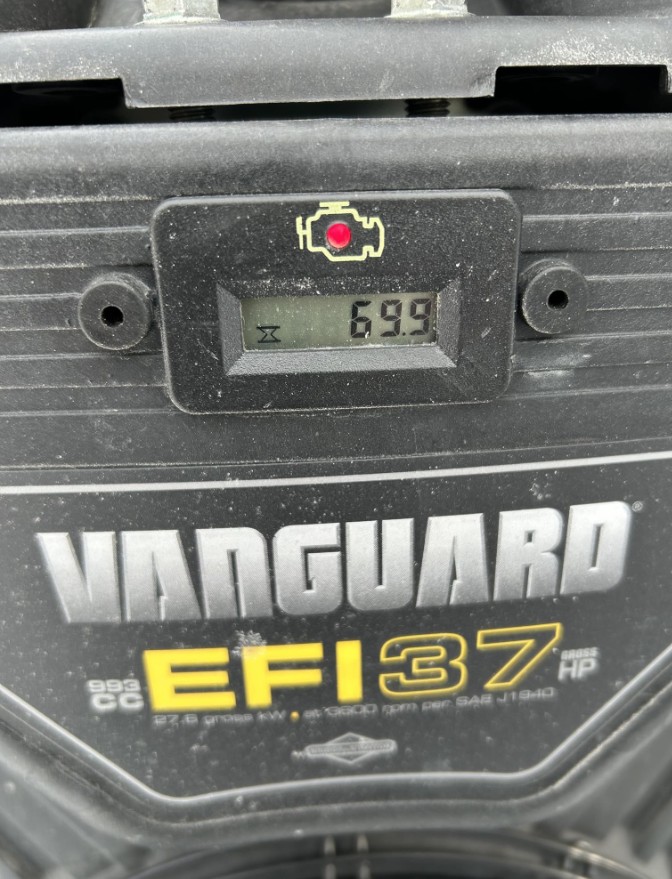 69.9
VANGUARD®
993 CC EFI 37 GROSS HP
27.6 gross kW • at 3600 rpm per SAE J1940